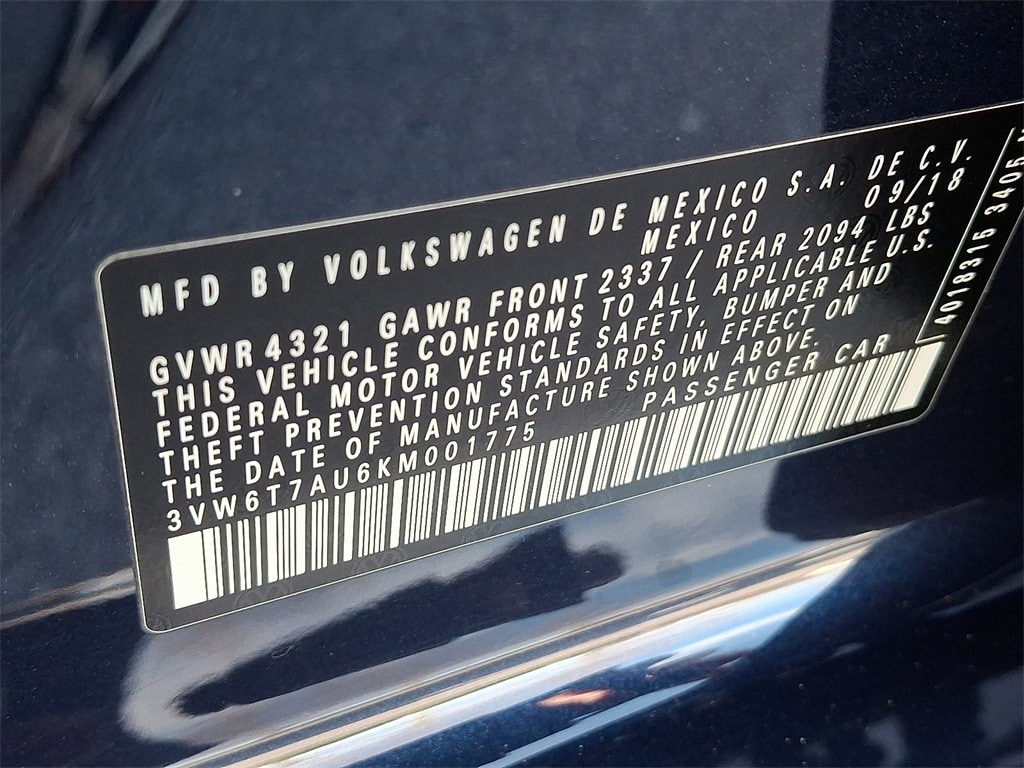 MFD BY VOLKSWAGEN DE MEXICO S.A. DE C.V.
MEXICO 09/18
GVWR 4321 GAWR FRONT 2337 / REAR 2094 LBS
THIS VEHICLE CONFORMS TO ALL APPLICABLE U.S.
FEDERAL MOTOR VEHICLE SAFETY, BUMPER AND
THEFT PREVENTION STANDARDS IN EFFECT ON
THE DATE OF MANUFACTURE SHOWN ABOVE.
3VW6T7AU6KM001775 PASSENGER CAR
4018315 3405